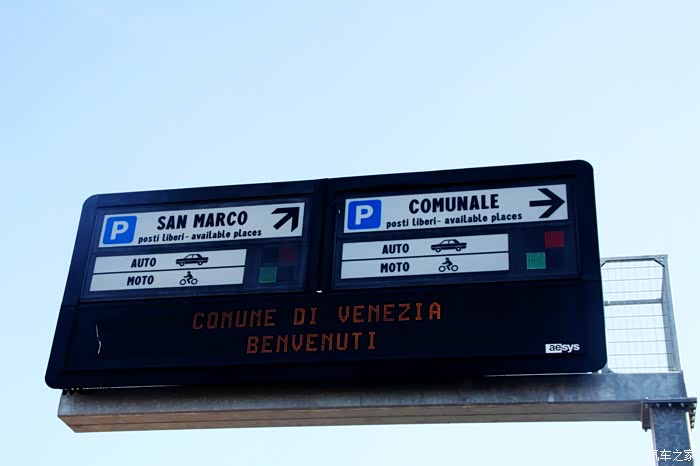 P SAN MARCO
posti liberi- available places
AUTO
MOTO
P COMUNALE
posti liberi- available places
AUTO
MOTO
COMUNE DI VENEZIA
BENVENUTI
aesys
汽车之家